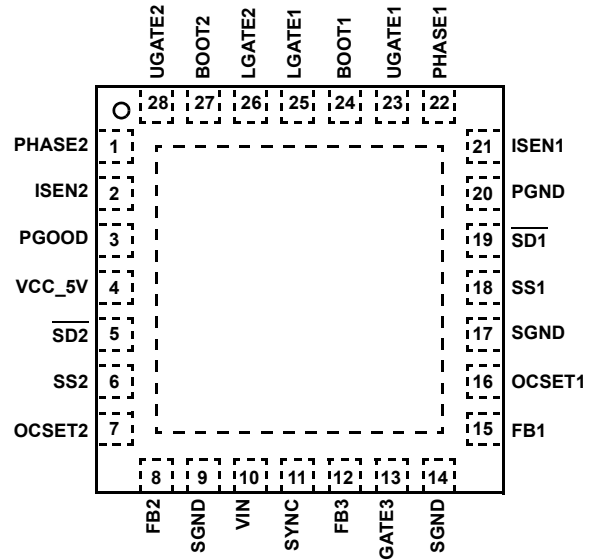 UGATE2 BOOT2 LGATE2 LGATE1 BOOT1 UGATE1 PHASE1
28 27 26 25 24 23 22
PHASE2 1 21 ISEN1
ISEN2 2 20 PGND
PGOOD 3 19 SD1
VCC_5V 4 18 SS1
SD2 5 17 SGND
SS2 6 16 OCSET1
OCSET2 7 15 FB1
8 9 10 11 12 13 14
FB2 SGND VIN SYNC FB3 GATE3 SGND